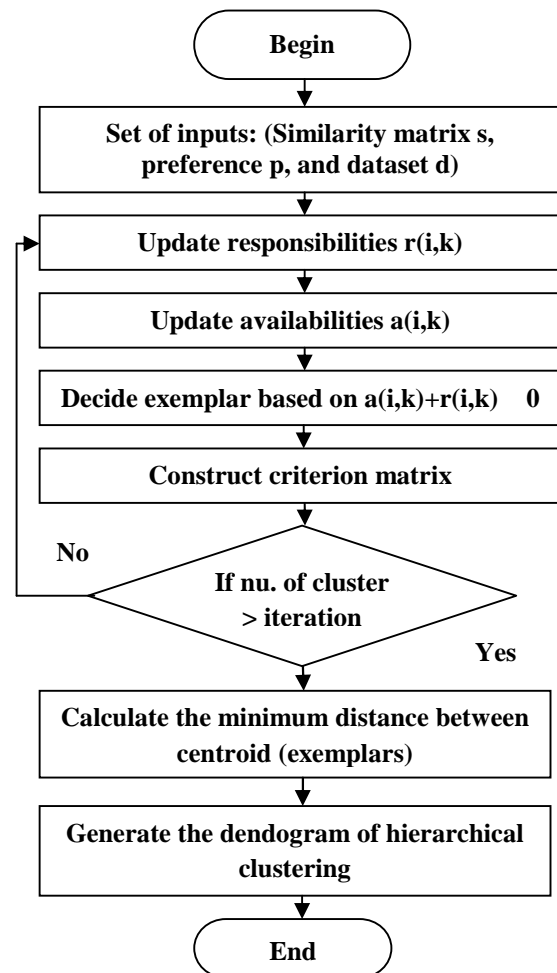 Begin
Set of inputs: (Similarity matrix s,
preference p, and dataset d)
Update responsibilities r(i,k)
Update availabilities a(i,k)
Decide exemplar based on a(i,k)+r(i,k) 0
Construct criterion matrix
No
If nu. of cluster
> iteration
Yes
Calculate the minimum distance between
centroid (exemplars)
Generate the dendogram of hierarchical
clustering
End